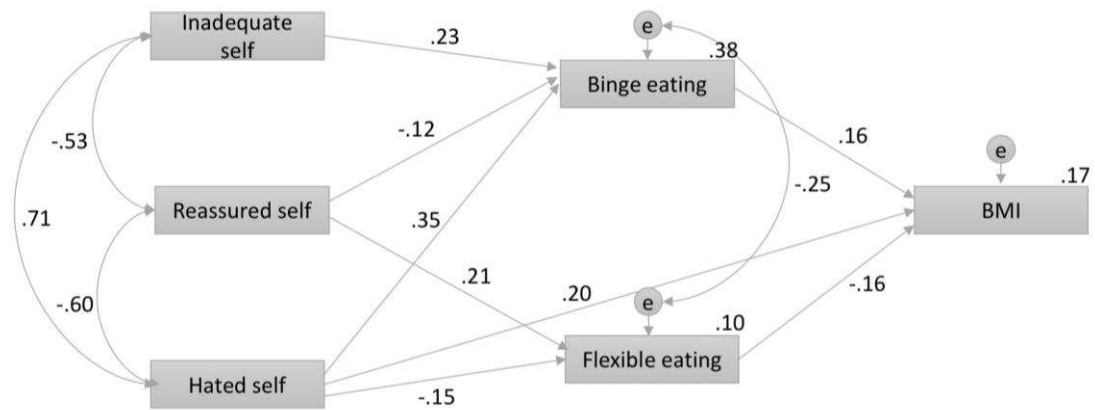 Inadequate
self
.23
e
.38
Binge eating
-.53
-.12
.16
e
.17
-.25
Reassured self
BMI
.71
.35
.21
-.60
.20
e
-.16
.10
Flexible eating
Hated self
-.15